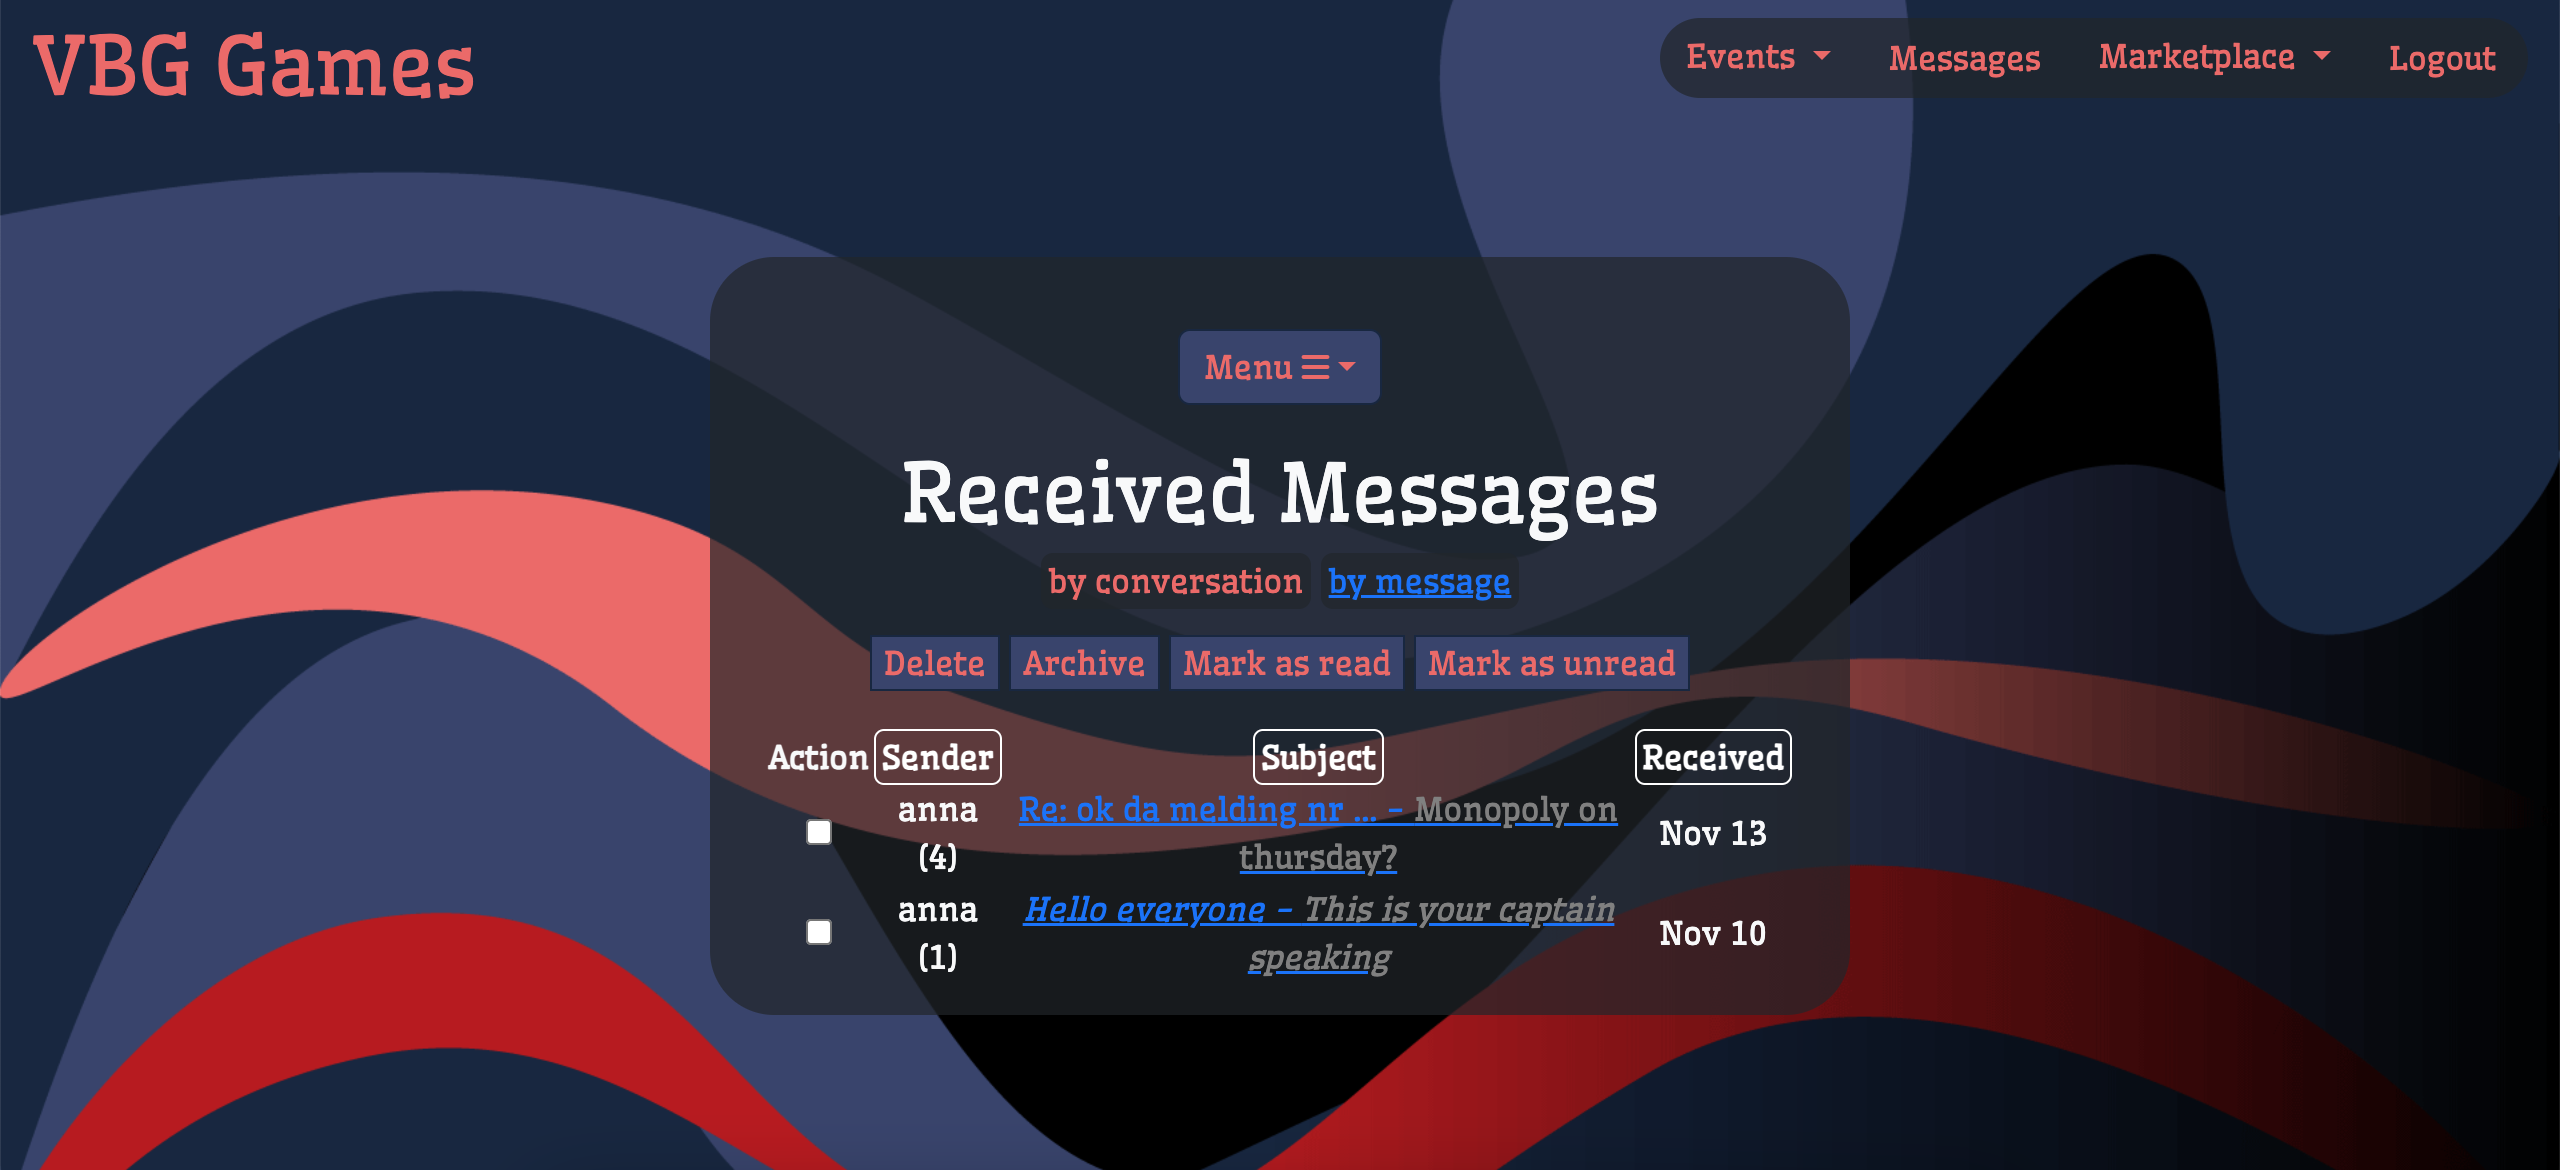 VBG Games
Events Messages Marketplace Logout
Menu
Received Messages
by conversation by message
Delete Archive Mark as read Mark as unread
Action Sender Subject Received
anna (4) Re: ok da melding nr ... – Monopoly on thursday? Nov 13
anna (1) Hello everyone – This is your captain speaking Nov 10